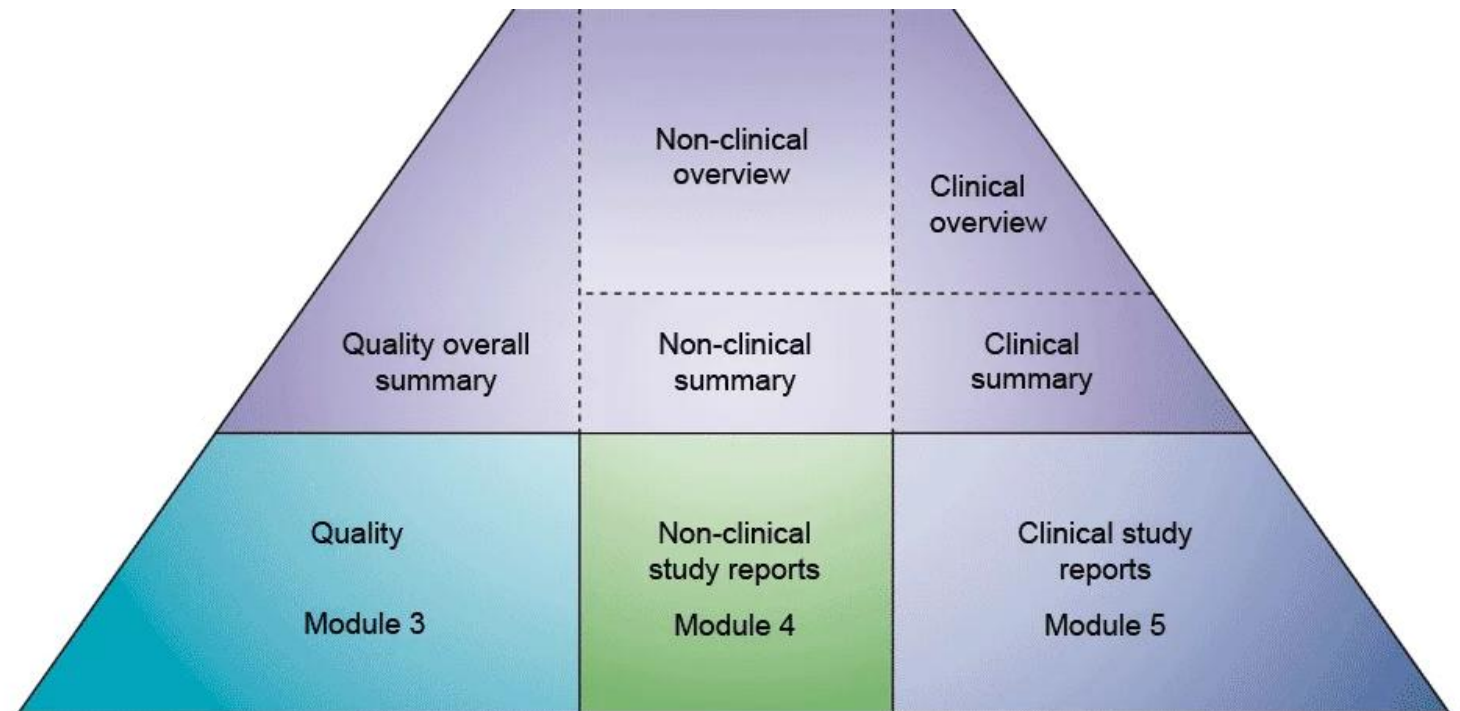 Non-clinical
overview
Clinical
overview
Quality overall
summary
Non-clinical
summary
Clinical
summary
Quality
Module 3
Non-clinical
study reports
Module 4
Clinical study
reports
Module 5